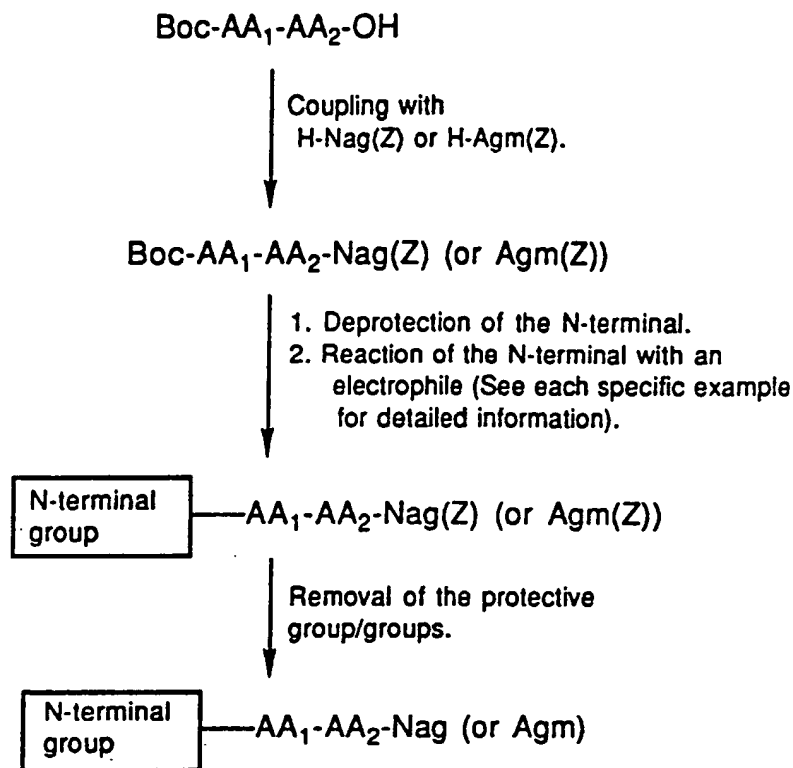 Boc-AA₁-AA₂-OH
Coupling with
H-Nag(Z) or H-Agm(Z).
Boc-AA₁-AA₂-Nag(Z) (or Agm(Z))
1. Deprotection of the N-terminal.
2. Reaction of the N-terminal with an
electrophile (See each specific example
for detailed information).
N-terminal
group
AA₁-AA₂-Nag(Z) (or Agm(Z))
Removal of the protective
group/groups.
N-terminal
group
AA₁-AA₂-Nag (or Agm)